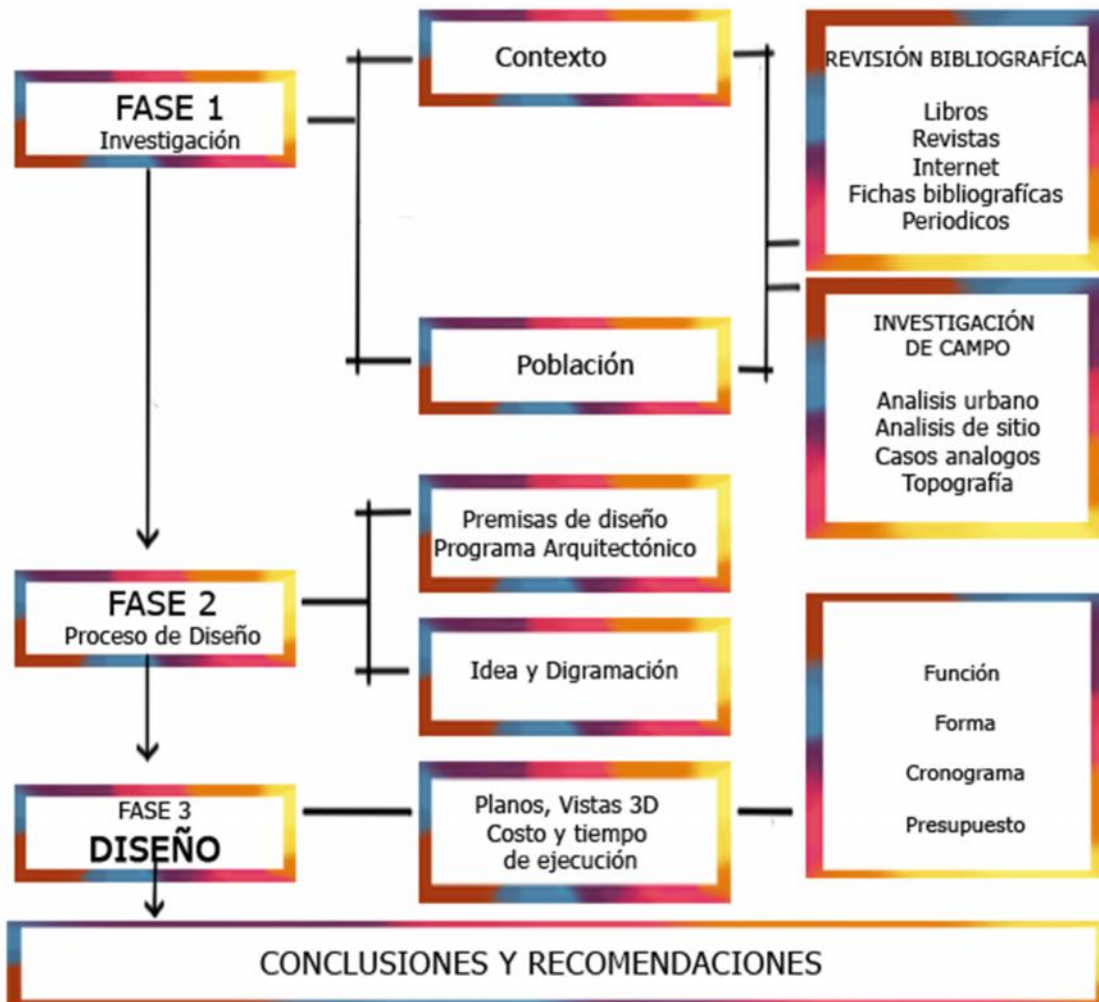 FASE 1
Investigación
Contexto
Población
REVISIÓN BIBLIOGRAFÍCA
Libros
Revistas
Internet
Fichas bibliografícas
Periodicos
INVESTIGACIÓN
DE CAMPO
Analisis urbano
Analisis de sitio
Casos analogos
Topografía
FASE 2
Proceso de Diseño
Premisas de diseño
Programa Arquitectónico
Idea y Digramación
FASE 3
DISEÑO
Planos, Vistas 3D
Costo y tiempo
de ejecución
Función
Forma
Cronograma
Presupuesto
CONCLUSIONES Y RECOMENDACIONES